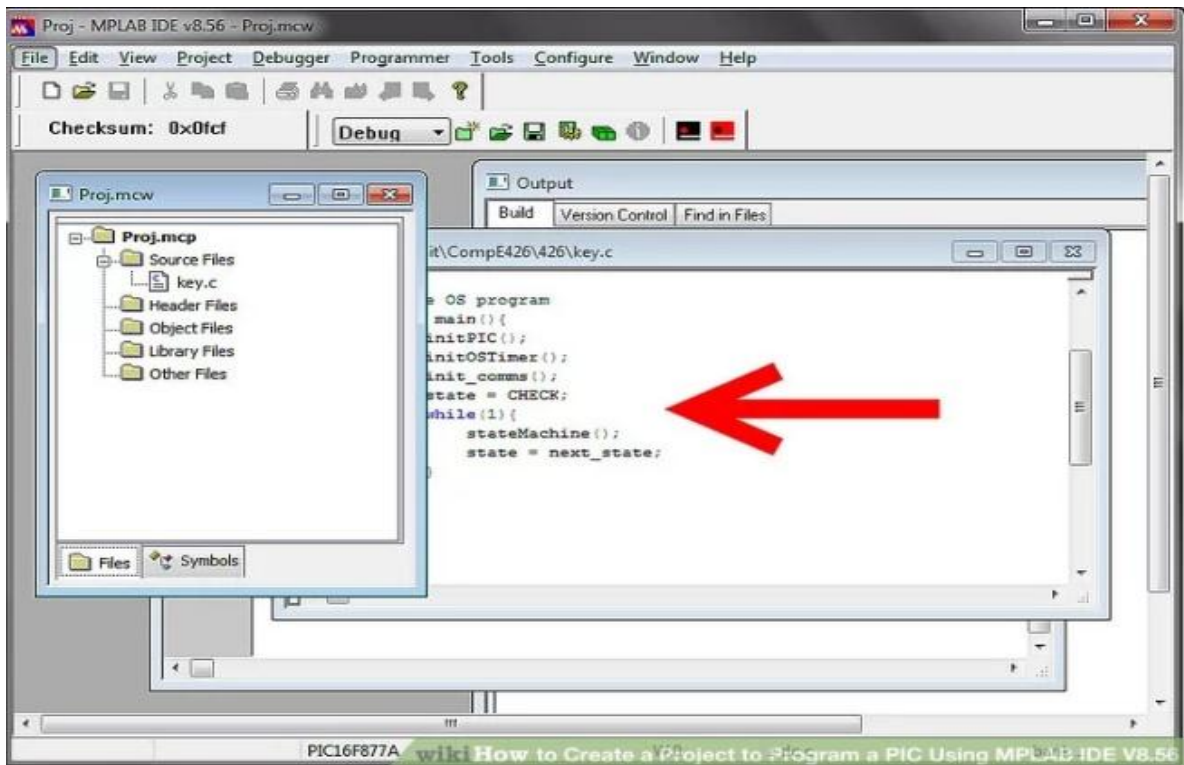 Proj - MPLAB IDE v8.56 - Proj.mcw
File Edit View Project Debugger Programmer Tools Configure Window Help
Checksum: 0x0fcf
Debug
Proj.mcw
Proj.mcp
Source Files
key.c
Header Files
Object Files
Library Files
Other Files
Files Symbols
Output
Build Version Control Find in Files
it\CompE426\426\key.c
e OS program
main(){
initPIC();
initOSTimer();
init_comms();
state = CHECK;
while(1){
stateMachine();
state = next_state;
}
PIC16F877A
wiki How to Create a Project to Program a PIC Using MPLAB IDE V8.56